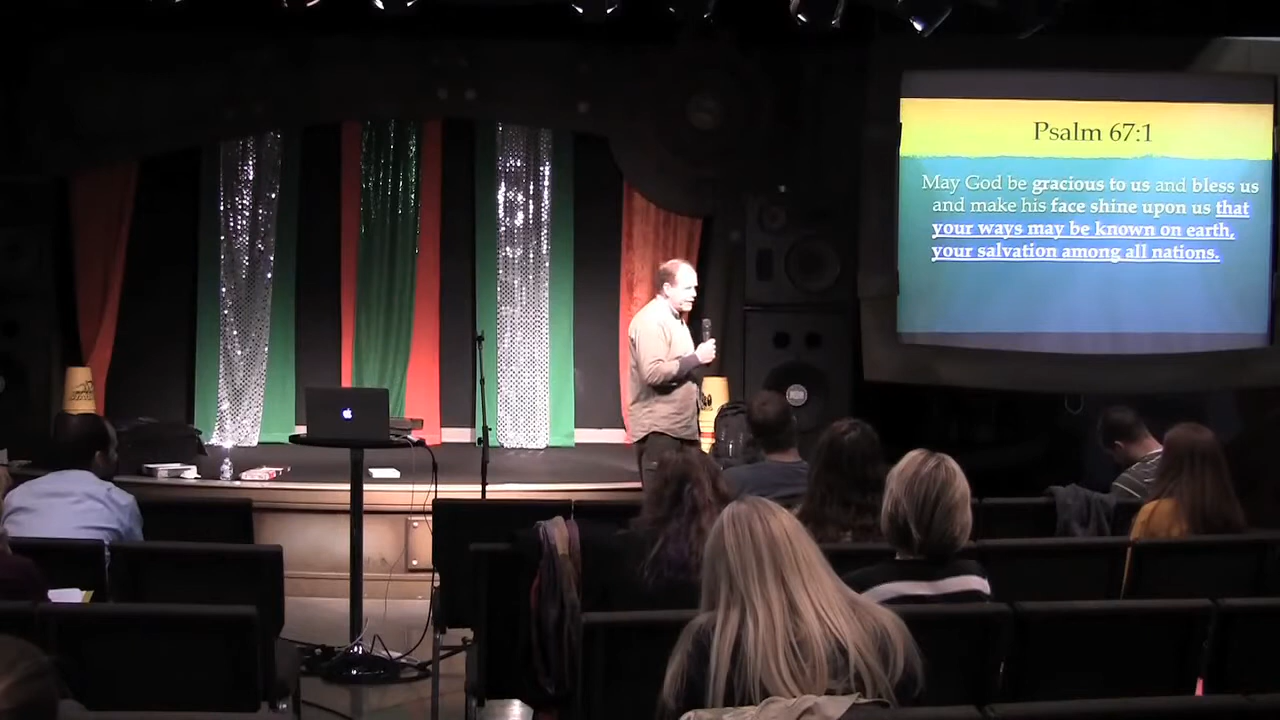 Psalm 67:1
May God be gracious to us and bless us
and make his face shine upon us that
your ways may be known on earth,
your salvation among all nations.